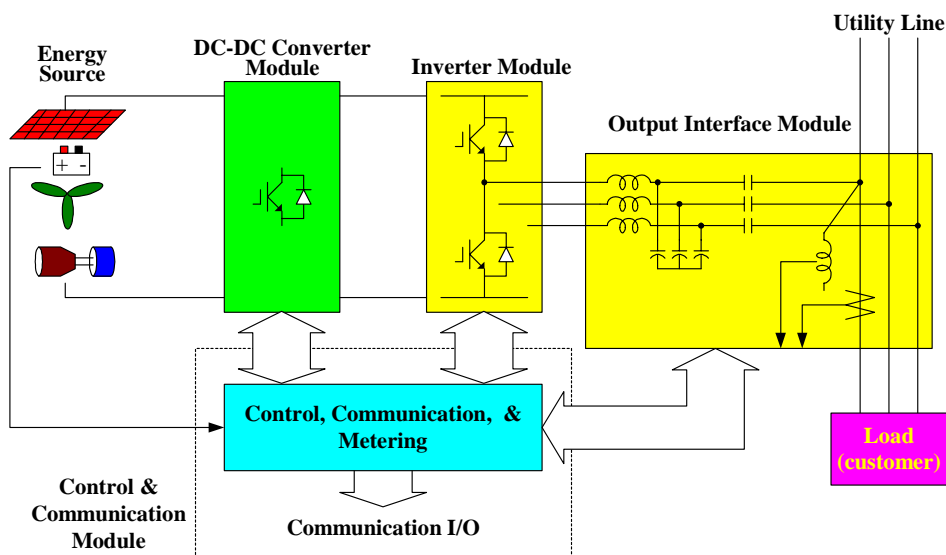 Utility Line
DC-DC Converter
Module
Energy
Source
Inverter Module
Output Interface Module
+ -
Control, Communication, &
Metering
Load
(customer)
Control &
Communication
Module
Communication I/O